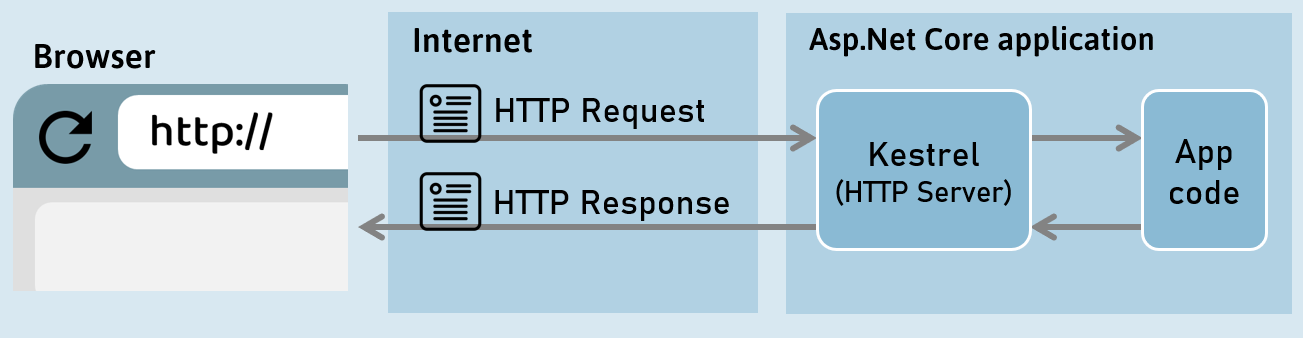 Browser
http://
Internet
HTTP Request
HTTP Response
Asp.Net Core application
Kestrel
(HTTP Server)
App
code